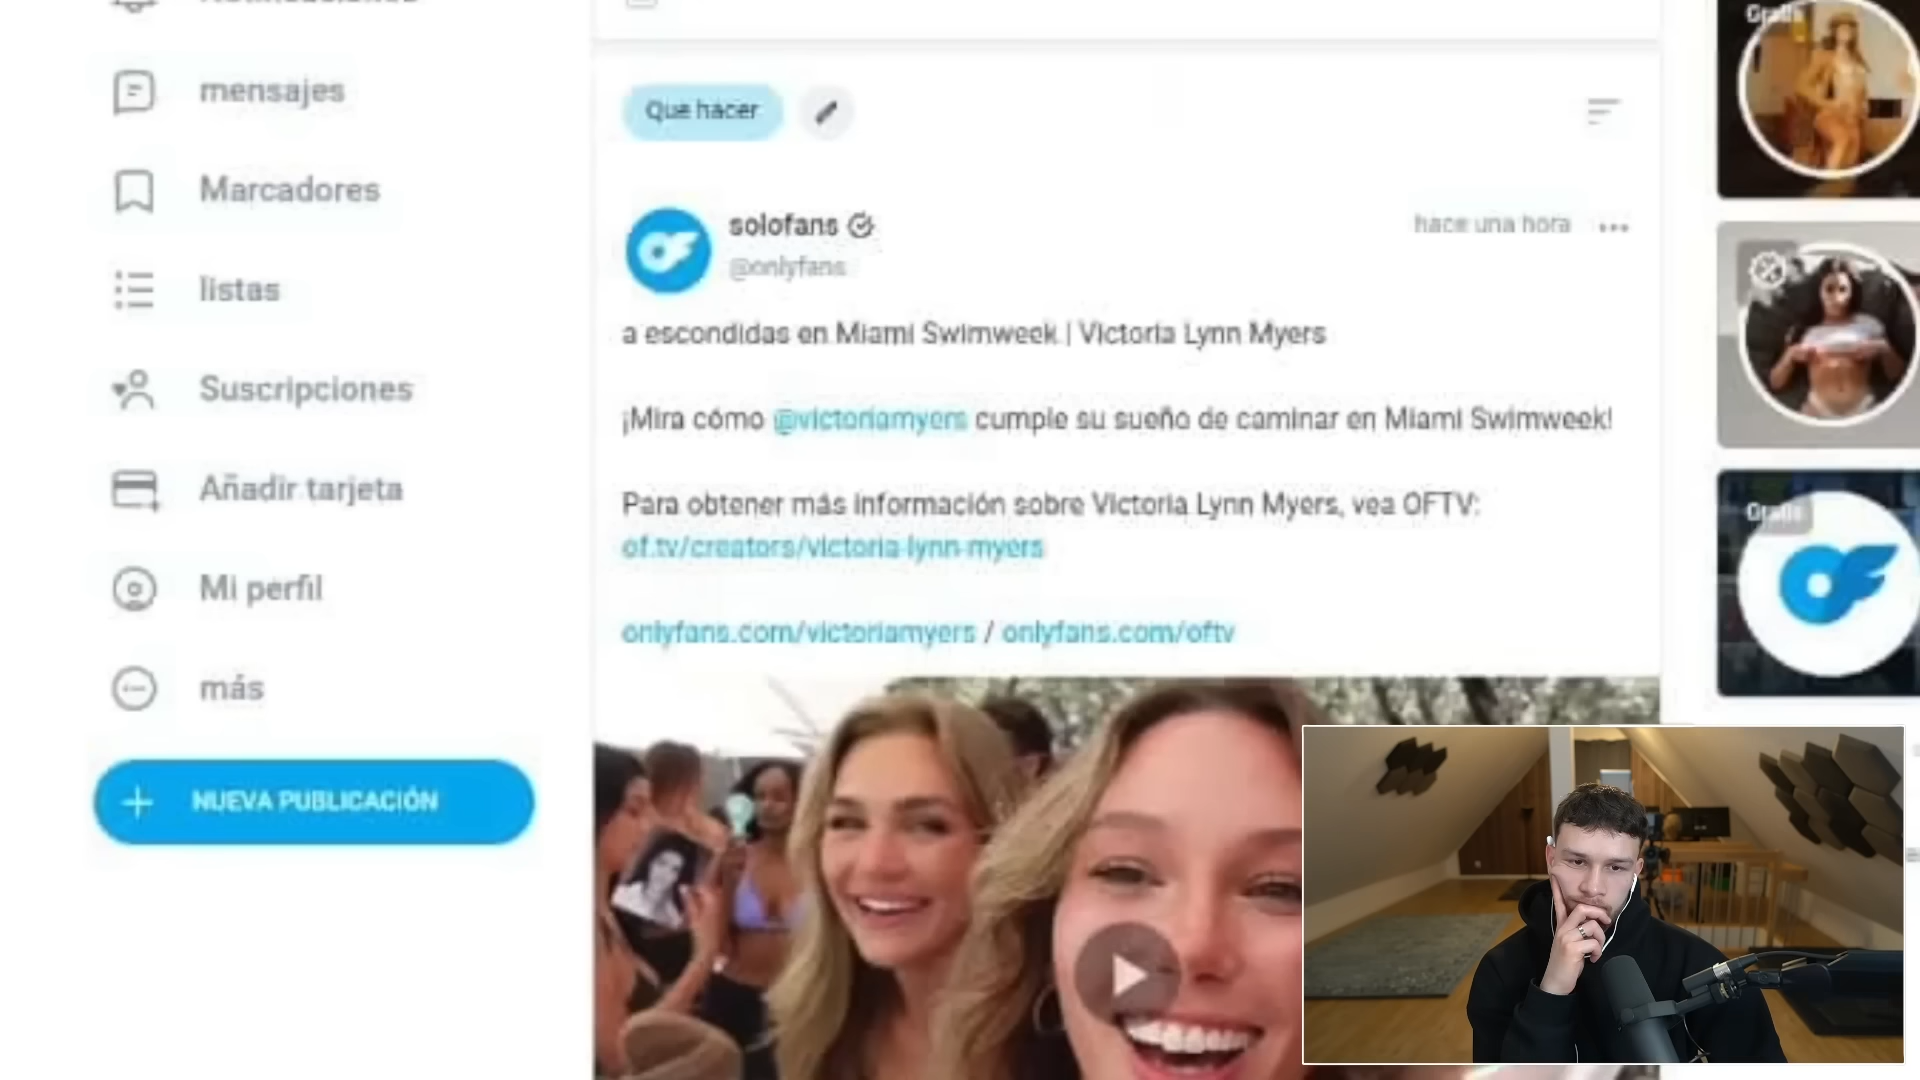 mensajes
Marcadores
listas
Suscripciones
Añadir tarjeta
Mi perfil
más
NUEVA PUBLICACIÓN
Que hacer
solofans
@onlyfans
hace una hora
a escondidas en Miami Swimweek | Victoria Lynn Myers
¡Mira cómo @victoriamyers cumple su sueño de caminar en Miami Swimweek!
Para obtener más información sobre Victoria Lynn Myers, vea OFTV:
of.tv/creators/victoria-lynn-myers
onlyfans.com/victoriamyers / onlyfans.com/oftv
Gratis
Gratis